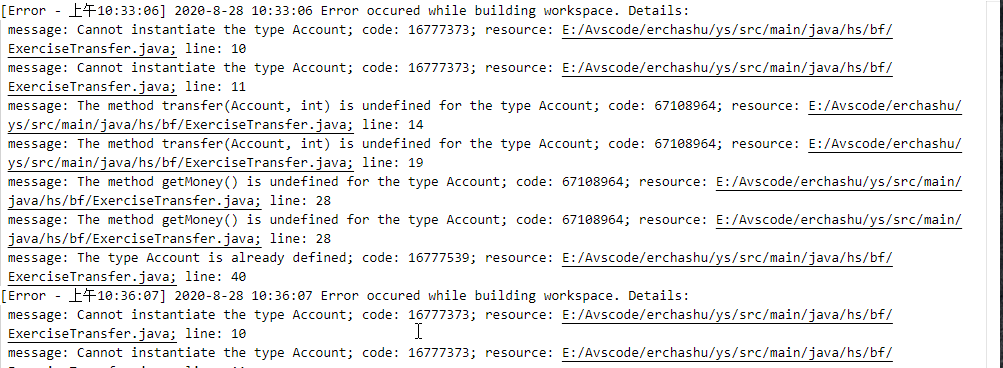 [Error - 上午10:33:06] 2020-8-28 10:33:06 Error occured while building workspace. Details:
message: Cannot instantiate the type Account; code: 16777373; resource: E:/Avscode/erchashu/ys/src/main/java/hs/bf/
ExerciseTransfer.java; line: 10
message: Cannot instantiate the type Account; code: 16777373; resource: E:/Avscode/erchashu/ys/src/main/java/hs/bf/
ExerciseTransfer.java; line: 11
message: The method transfer(Account, int) is undefined for the type Account; code: 67108964; resource: E:/Avscode/erchashu/
ys/src/main/java/hs/bf/ExerciseTransfer.java; line: 14
message: The method transfer(Account, int) is undefined for the type Account; code: 67108964; resource: E:/Avscode/erchashu/
ys/src/main/java/hs/bf/ExerciseTransfer.java; line: 19
message: The method getMoney() is undefined for the type Account; code: 67108964; resource: E:/Avscode/erchashu/ys/src/main/
java/hs/bf/ExerciseTransfer.java; line: 28
message: The method getMoney() is undefined for the type Account; code: 67108964; resource: E:/Avscode/erchashu/ys/src/main/
java/hs/bf/ExerciseTransfer.java; line: 28
message: The type Account is already defined; code: 16777539; resource: E:/Avscode/erchashu/ys/src/main/java/hs/bf/
ExerciseTransfer.java; line: 40
[Error - 上午10:36:07] 2020-8-28 10:36:07 Error occured while building workspace. Details:
message: Cannot instantiate the type Account; code: 16777373; resource: E:/Avscode/erchashu/ys/src/main/java/hs/bf/
ExerciseTransfer.java; line: 10
message: Cannot instantiate the type Account; code: 16777373; resource: E:/Avscode/erchashu/ys/src/main/java/hs/bf/